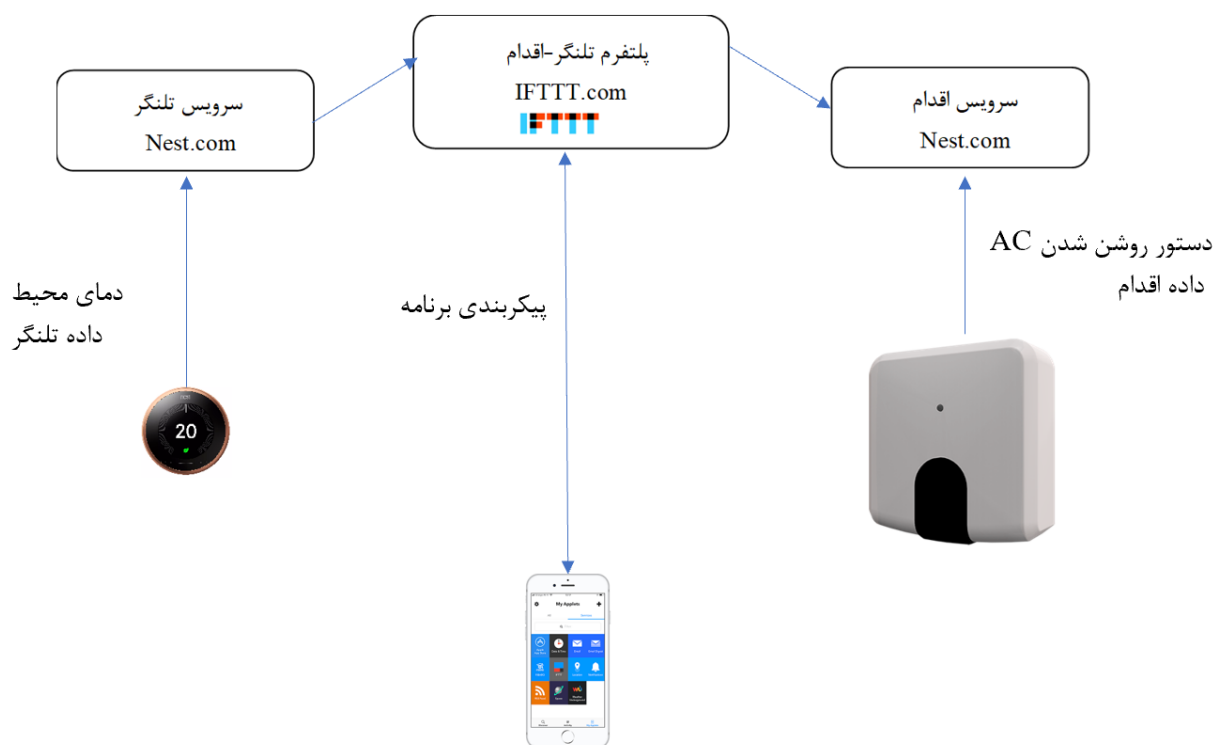 پلتفرم تلنگر-اقدام
IFTTT.com
IFTTT
سرویس تلنگر
Nest.com
سرویس اقدام
Nest.com
دستور روشن شدن AC
داده اقدام
پیکربندی برنامه
دمای محیط
داده تلنگر
20
My Applets